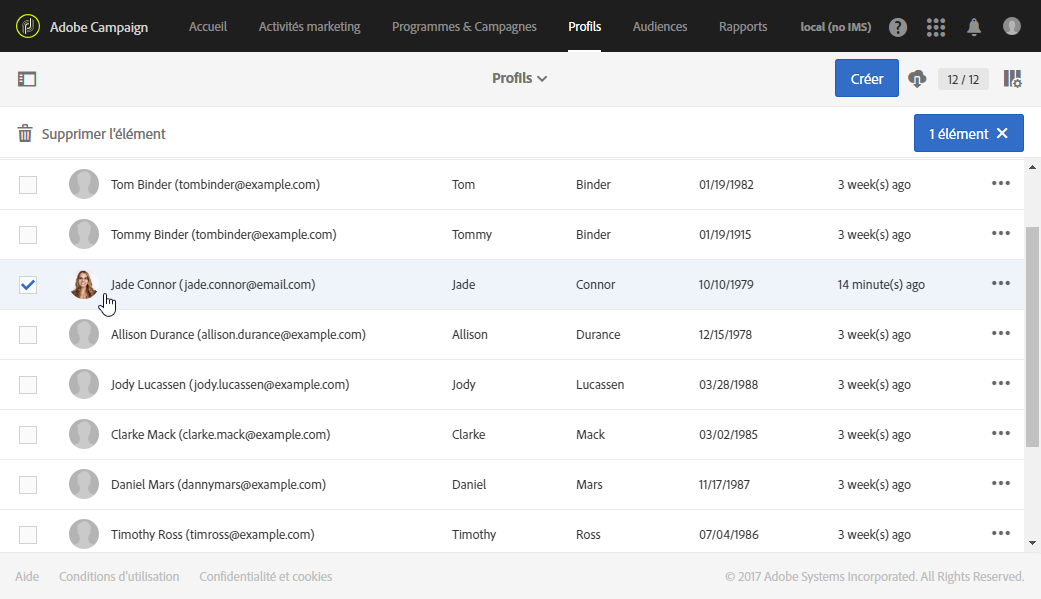 Adobe Campaign Accueil Activités marketing Programmes & Campagnes Profils Audiences Rapports local (no IMS) ?
Profils Créer 12 / 12
Supprimer l'élément 1 élément ✕
Tom Binder (tombinder@example.com) Tom Binder 01/19/1982 3 week(s) ago
Tommy Binder (tombinder@example.com) Tommy Binder 01/19/1915 3 week(s) ago
Jade Connor (jade.connor@email.com) Jade Connor 10/10/1979 14 minute(s) ago
Allison Durance (allison.durance@example.com) Allison Durance 12/15/1978 3 week(s) ago
Jody Lucassen (jody.lucassen@example.com) Jody Lucassen 03/28/1988 3 week(s) ago
Clarke Mack (clarke.mack@example.com) Clarke Mack 03/02/1985 3 week(s) ago
Daniel Mars (dannymars@example.com) Daniel Mars 11/17/1987 3 week(s) ago
Timothy Ross (timross@example.com) Timothy Ross 07/04/1986 3 week(s) ago
Aide Conditions d'utilisation Confidentialité et cookies © 2017 Adobe Systems Incorporated. All Rights Reserved.